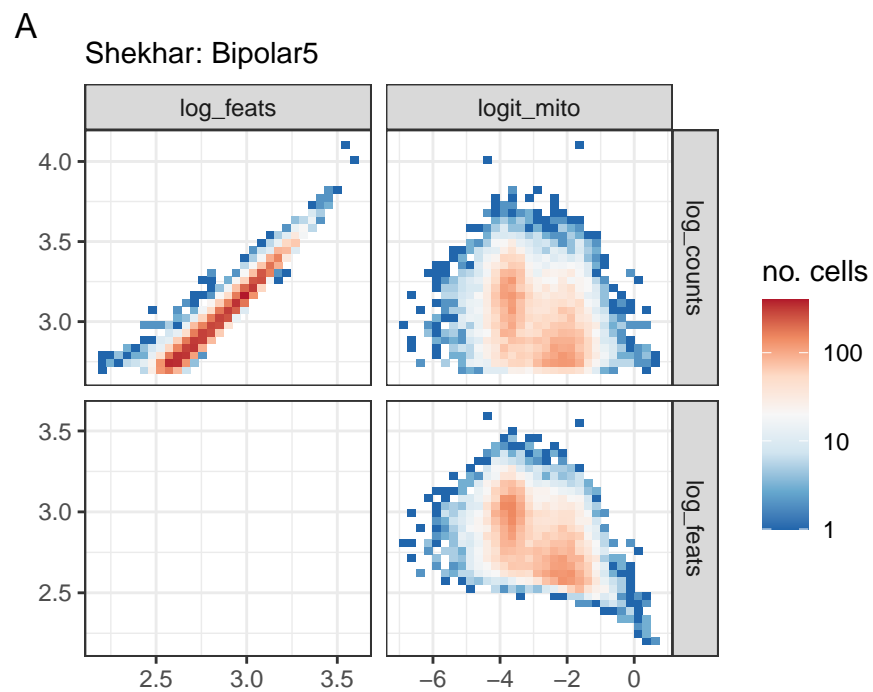 A
Shekhar: Bipolar5
log_feats
logit_mito
4.0
3.5
3.0
log_counts
no. cells
100
10
1
3.5
3.0
2.5
log_feats
2.5 3.0 3.5
−6 −4 −2 0